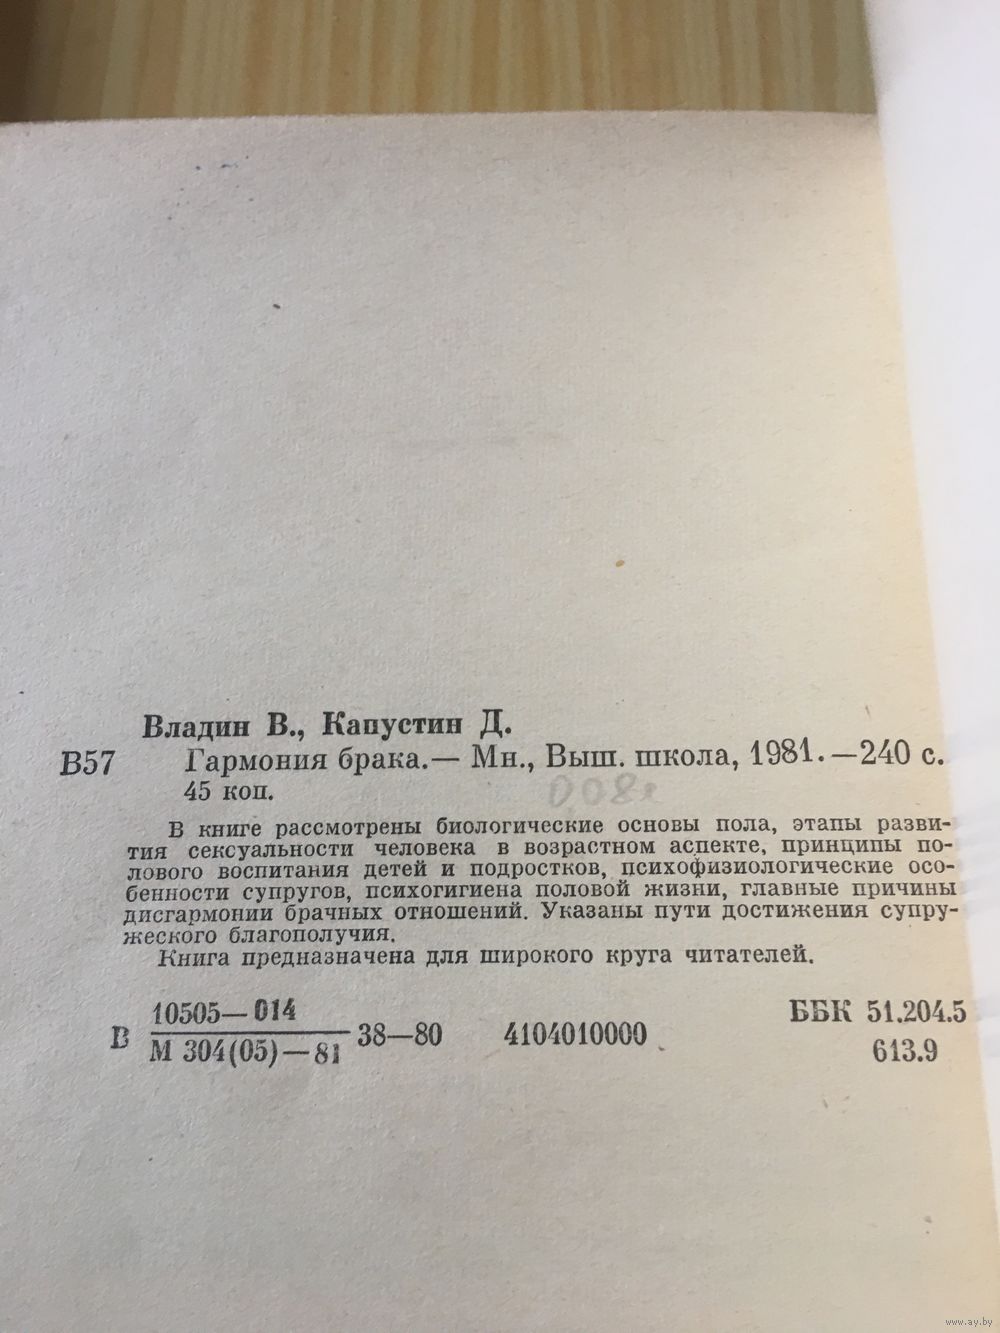 Владин В., Капустин Д.
В57 Гармония брака.— Мн., Выш. школа, 1981.—240 с.
45 коп.
В книге рассмотрены биологические основы пола, этапы разви-
тия сексуальности человека в возрастном аспекте, принципы по-
лового воспитания детей и подростков, психофизиологические осо-
бенности супругов, психогигиена половой жизни, главные причины
дисгармонии брачных отношений. Указаны пути достижения супру-
жеского благополучия.
Книга предназначена для широкого круга читателей.
В 10505—014
М 304(05)—81 38—80 4104010000
ББК 51.204.5
613.9
www.ay.by